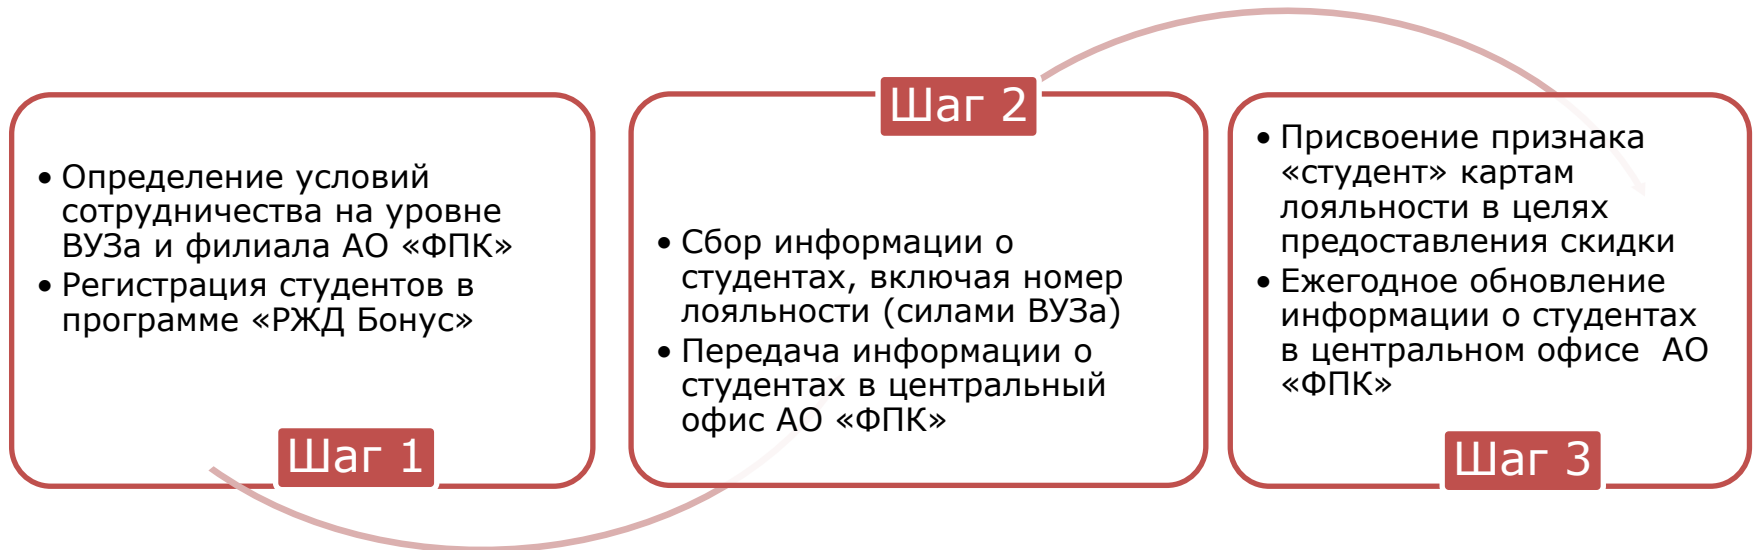 • Определение условий
сотрудничества на уровне
ВУЗа и филиала АО «ФПК»
• Регистрация студентов в
программе «РЖД Бонус»
Шаг 1
Шаг 2
• Сбор информации о
студентах, включая номер
лояльности (силами ВУЗа)
• Передача информации о
студентах в центральный
офис АО «ФПК»
• Присвоение признака
«студент» картам
лояльности в целях
предоставления скидки
• Ежегодное обновление
информации о студентах
в центральном офисе  АО
«ФПК»
Шаг 3